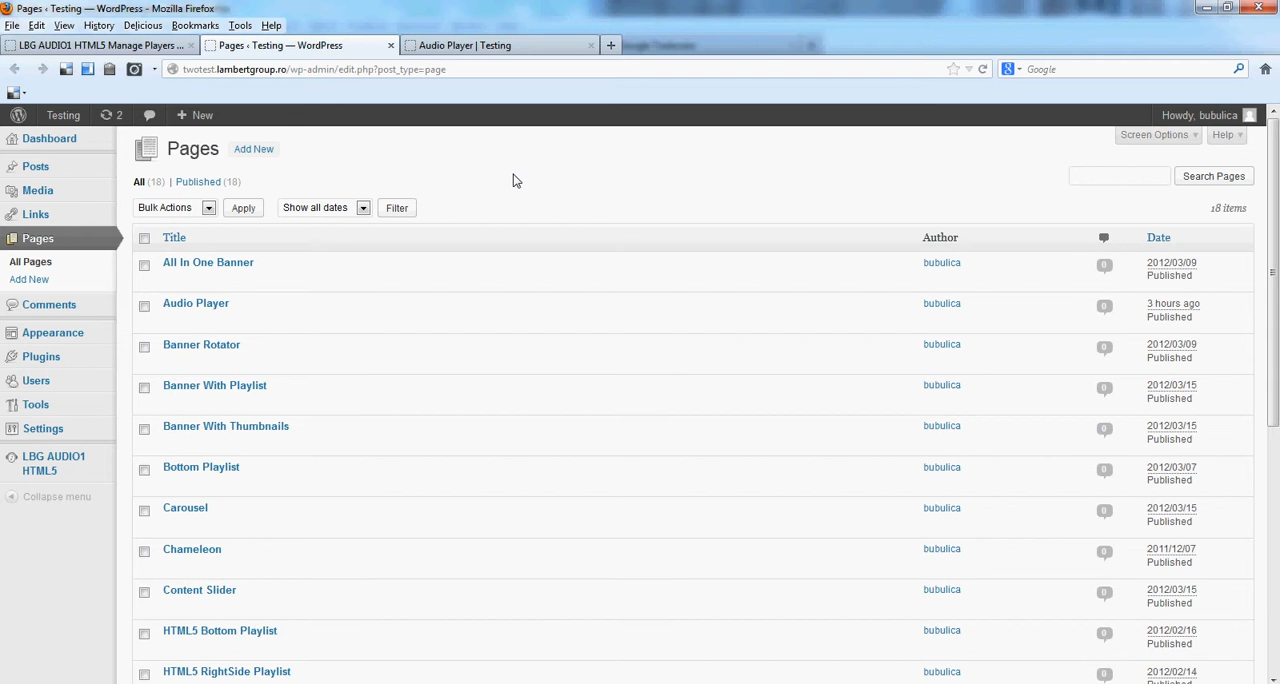 Pages ‹ Testing — WordPress - Mozilla Firefox
File Edit View History Delicious Bookmarks Tools Help
LBG AUDIO1 HTML5 Manage Players ... × Pages ‹ Testing — WordPress × Audio Player | Testing × +
twotest.lambertgroup.ro/wp-admin/edit.php?post_type=page Google
Testing 2 + New Howdy, bubulica
Dashboard
Posts
Media
Links
Pages
All Pages
Add New
Comments
Appearance
Plugins
Users
Tools
Settings
LBG AUDIO1
HTML5
Collapse menu
Screen Options Help
Pages Add New
All (18) | Published (18)
Search Pages
Bulk Actions Apply Show all dates Filter
18 items
Title Author Date
All In One Banner bubulica 0 2012/03/09
Published
Audio Player bubulica 0 3 hours ago
Published
Banner Rotator bubulica 0 2012/03/09
Published
Banner With Playlist bubulica 0 2012/03/15
Published
Banner With Thumbnails bubulica 0 2012/03/15
Published
Bottom Playlist bubulica 0 2012/03/07
Published
Carousel bubulica 0 2012/03/15
Published
Chameleon bubulica 0 2011/12/07
Published
Content Slider bubulica 0 2012/03/15
Published
HTML5 Bottom Playlist bubulica 0 2012/02/16
Published
HTML5 RightSide Playlist bubulica 0 2012/02/14
Published